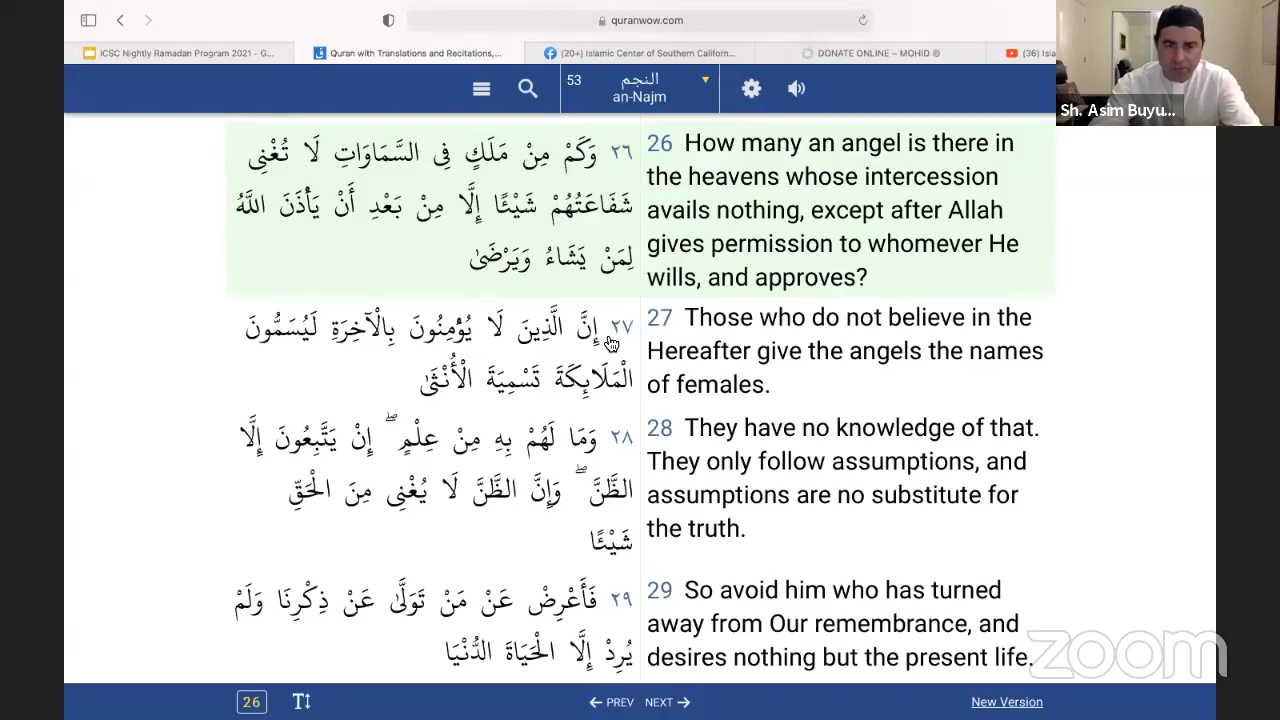 quranwow.com
ICSC Nightly Ramadan Program 2021 - G...
Quran with Translations and Recitations,...
(20+) Islamic Center of Southern Californ...
DONATE ONLINE ~ MOHID ®
(36) Isla
53
النجم
an-Najm
Sh. Asim Buyu...
٢٦ وَكَمْ مِنْ مَلَكٍ فِى السَّمَاوَاتِ لَا تُغْنِى
شَفَاعَتُهُمْ شَيْئًا إِلَّا مِنْ بَعْدِ أَنْ يَأْذَنَ اللَّهُ
لِمَنْ يَشَاءُ وَيَرْضَىٰ
26 How many an angel is there in
the heavens whose intercession
avails nothing, except after Allah
gives permission to whomever He
wills, and approves?
٢٧ إِنَّ الَّذِينَ لَا يُؤْمِنُونَ بِالْآخِرَةِ لَيُسَمُّونَ
الْمَلَائِكَةَ تَسْمِيَةَ الْأُنْثَىٰ
27 Those who do not believe in the
Hereafter give the angels the names
of females.
٢٨ وَمَا لَهُمْ بِهِ مِنْ عِلْمٍ ۖ إِنْ يَتَّبِعُونَ إِلَّا
الظَّنَّ ۖ وَإِنَّ الظَّنَّ لَا يُغْنِى مِنَ الْحَقِّ
شَيْئًا
28 They have no knowledge of that.
They only follow assumptions, and
assumptions are no substitute for
the truth.
٢٩ فَأَعْرِضْ عَنْ مَنْ تَوَلَّىٰ عَنْ ذِكْرِنَا وَلَمْ
يُرِدْ إِلَّا الْحَيَاةَ الدُّنْيَا
29 So avoid him who has turned
away from Our remembrance, and
desires nothing but the present life.
zoom
26
PREV NEXT
New Version